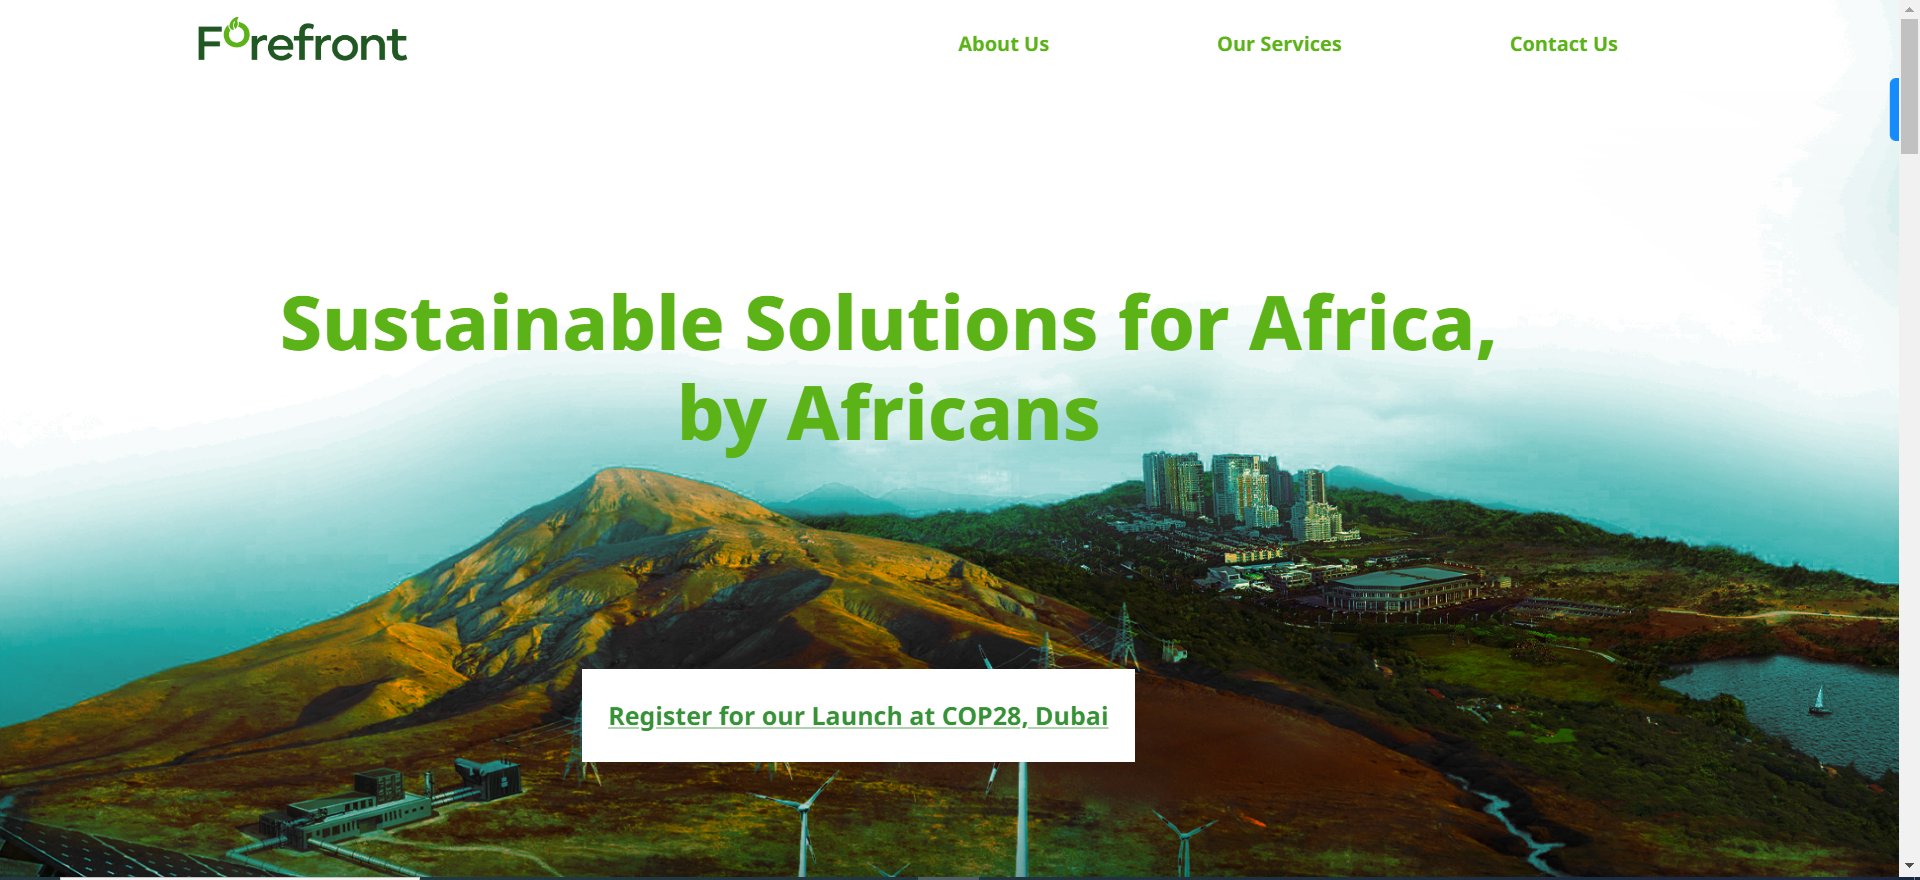 Forefront
About Us
Our Services
Contact Us
Sustainable Solutions for Africa,
by Africans
Register for our Launch at COP28, Dubai